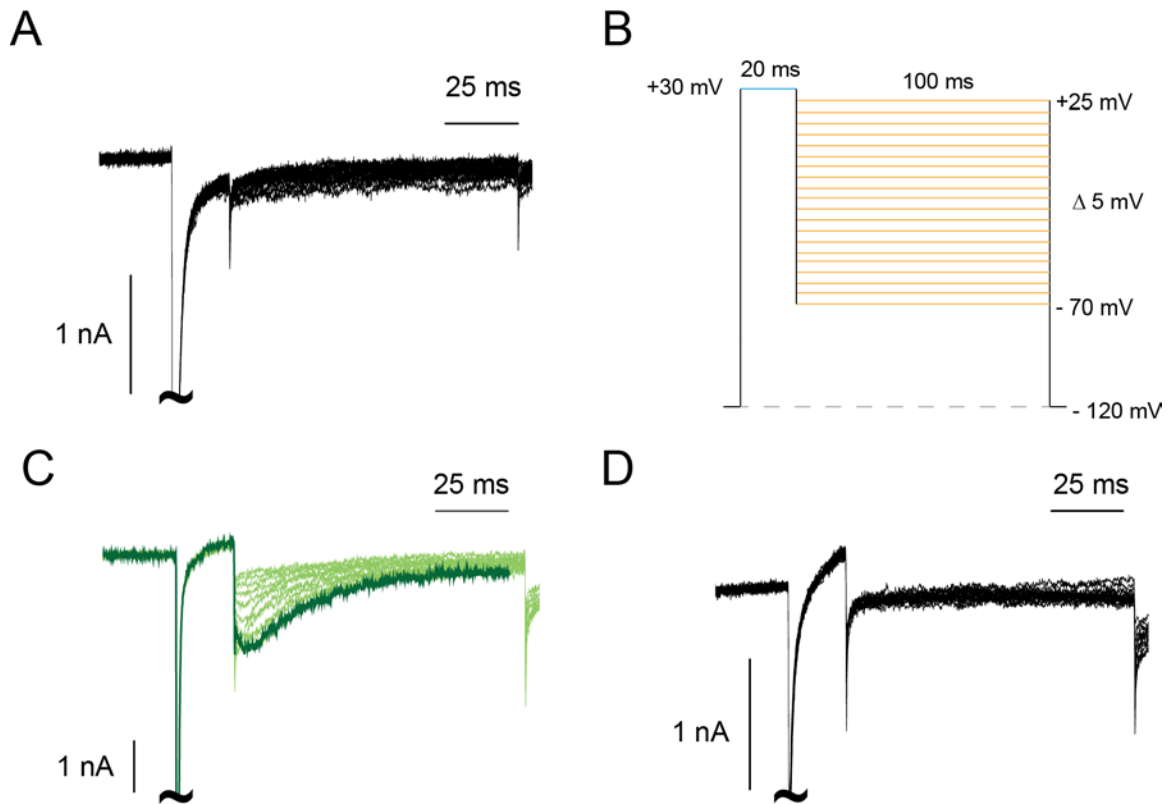 A
25 ms
1 nA
B
20 ms
100 ms
+30 mV
+25 mV
Δ 5 mV
- 70 mV
- 120 mV
C
25 ms
1 nA
D
25 ms
1 nA